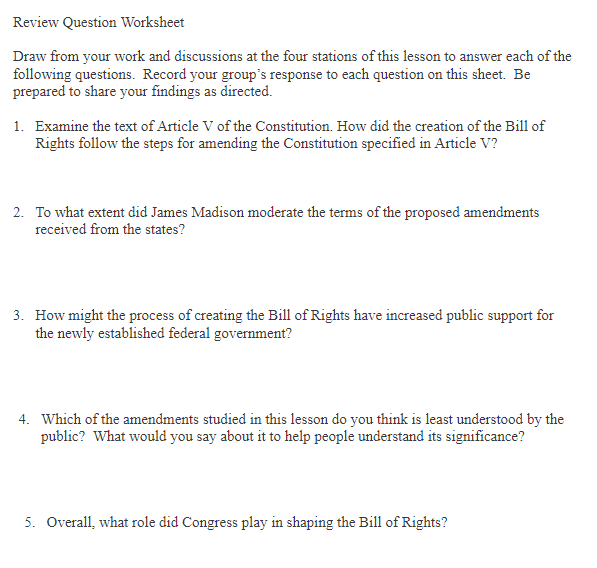 Review Question Worksheet
Draw from your work and discussions at the four stations of this lesson to answer each of the
following questions.  Record your group's response to each question on this sheet.  Be
prepared to share your findings as directed.
1. Examine the text of Article V of the Constitution. How did the creation of the Bill of
Rights follow the steps for amending the Constitution specified in Article V?
2. To what extent did James Madison moderate the terms of the proposed amendments
received from the states?
3. How might the process of creating the Bill of Rights have increased public support for
the newly established federal government?
4. Which of the amendments studied in this lesson do you think is least understood by the
public?  What would you say about it to help people understand its significance?
5. Overall, what role did Congress play in shaping the Bill of Rights?